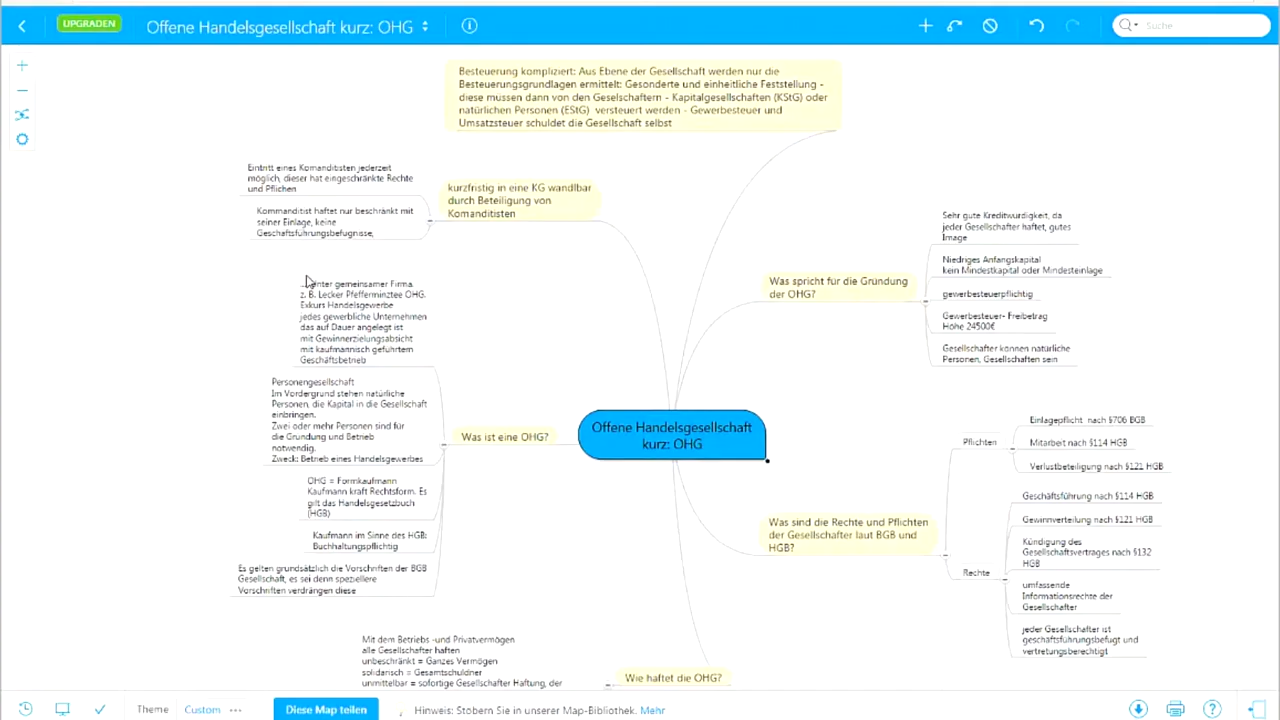 UPGRADEN
Offene Handelsgesellschaft kurz: OHG
Suche
Besteuerung kompliziert: Aus Ebene der Gesellschaft werden nur die
Besteuerungsgrundlagen ermittelt: Gesonderte und einheitliche Feststellung -
diese müssen dann von den Geselschaftern - Kapitalgesellschaften (KStG) oder
natürlichen Personen (EStG) versteuert werden - Gewerbesteuer und
Umsatzsteuer schuldet die Gesellschaft selbst
Eintritt eines Komanditisten jederzeit
möglich, dieser hat eingeschränkte Rechte
und Pflichen
Kommanditist haftet nur beschränkt mit
seiner Einlage, keine
Geschäftsführungsbefugnisse,
kurzfristig in eine KG wandlbar
durch Beteiligung von
Komanditisten
unter gemeinsamer Firma
z. B. Lecker Pfefferminztee OHG.
Exkurs Handelsgewerbe
jedes gewerbliche Unternehmen
das auf Dauer angelegt ist
mit Gewinnerzielungsabsicht
mit kaufmännisch geführtem
Geschäftsbetrieb
Personengesellschaft
Im Vordergrund stehen natürliche
Personen, die Kapital in die Gesellschaft
einbringen.
Zwei oder mehr Personen sind für
die Gründung und Betrieb
notwendig.
Zweck: Betrieb eines Handelsgewerbes
OHG = Formkaufmann
Kaufmann kraft Rechtsform. Es
gilt das Handelsgesetzbuch
(HGB)
Kaufmann im Sinne des HGB:
Buchhaltungspflichtig
Es gelten grundsätzlich die Vorschriften der BGB
Gesellschaft, es sei denn speziellere
Vorschriften verdrängen diese
Was ist eine OHG?
Offene Handelsgesellschaft
kurz: OHG
Was spricht für die Gründung
der OHG?
Sehr gute Kreditwürdigkeit, da
jeder Gesellschafter haftet, gutes
Image
Niedriges Anfangskapital
kein Mindestkapital oder Mindesteinlage
gewerbesteuerpflichtig
Gewerbesteuer- Freibetrag
Höhe 24500€
Gesellschafter können natürliche
Personen, Gesellschaften sein
Was sind die Rechte und Pflichten
der Gesellschafter laut BGB und
HGB?
Pflichten
Einlagepflicht nach §706 BGB
Mitarbeit nach §114 HGB
Verlustbeteiligung nach §121 HGB
Rechte
Geschäftsführung nach §114 HGB
Gewinnverteilung nach §121 HGB
Kündigung des
Gesellschaftsvertrages nach §132
HGB
umfassende
Informationsrechte der
Gesellschafter
jeder Gesellschafter ist
geschäftsführungsbefugt und
vertretungsberechtigt
Mit dem Betriebs -und Privatvermögen
alle Gesellschafter haften
unbeschränkt = Ganzes Vermögen
solidarisch = Gesamtschuldner
unmittelbar = sofortige Gesellschafter Haftung, der
Wie haftet die OHG?
Theme
Custom
Diese Map teilen
Hinweis: Stöbern Sie in unserer Map-Bibliothek. Mehr